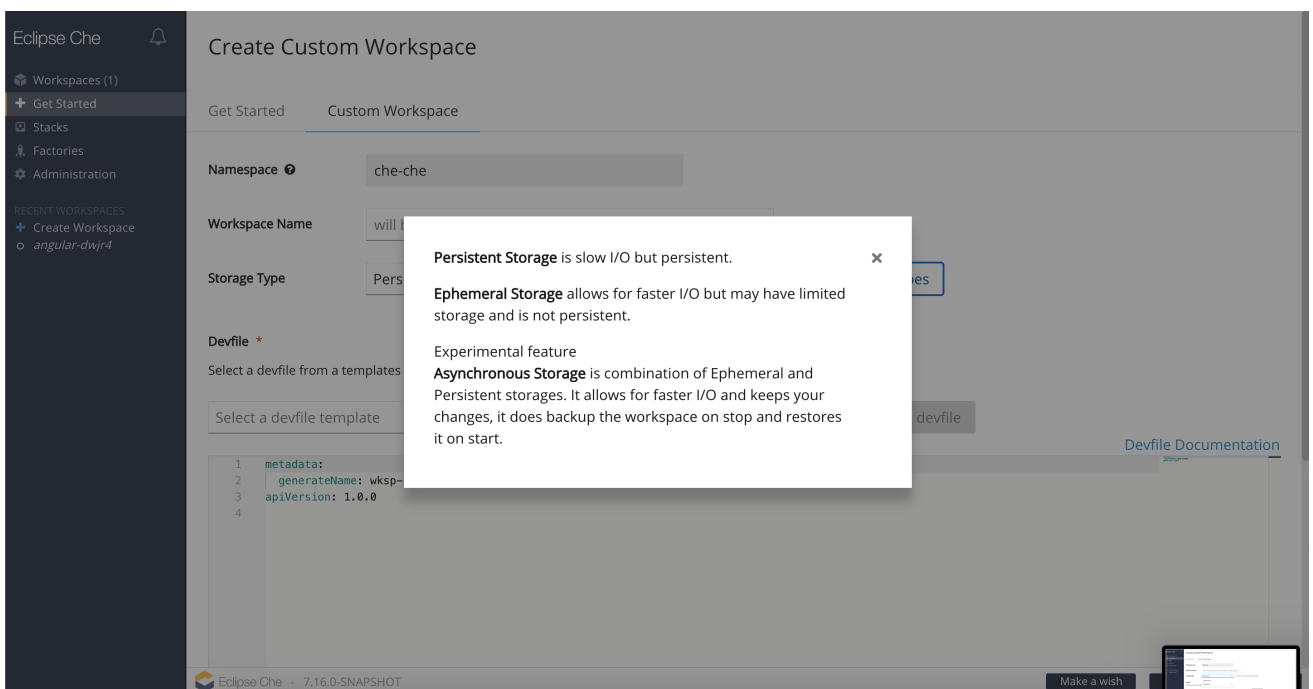 Eclipse Che
Workspaces (1)
Get Started
Stacks
Factories
Administration
RECENT WORKSPACES
Create Workspace
angular-dwjr4
Create Custom Workspace
Get Started Custom Workspace
Namespace che-che
Workspace Name will
Storage Type Pers
Persistent Storage is slow I/O but persistent.
Ephemeral Storage allows for faster I/O but may have limited
storage and is not persistent.
Experimental feature
Asynchronous Storage is combination of Ephemeral and
Persistent storages. It allows for faster I/O and keeps your
changes, it does backup the workspace on stop and restores
it on start.
Devfile *
Select a devfile from a templates
Select a devfile template
devfile
Devfile Documentation
1 metadata:
2 generateName: wksp-
3 apiVersion: 1.0.0
4
Eclipse Che - 7.16.0-SNAPSHOT
Make a wish